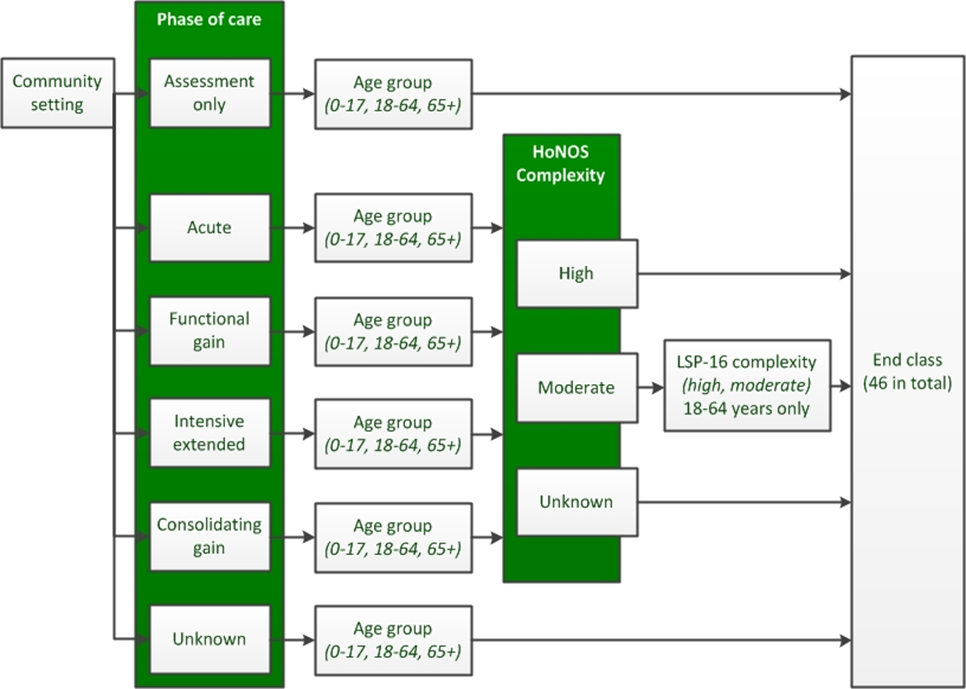 Phase of care
Community
setting
Assessment
only
Age group
(0-17, 18-64, 65+)
HoNOS
Complexity
Acute
Age group
(0-17, 18-64, 65+)
High
Functional
gain
Age group
(0-17, 18-64, 65+)
Moderate
LSP-16 complexity
(high, moderate)
18-64 years only
End class
(46 in total)
Intensive
extended
Age group
(0-17, 18-64, 65+)
Unknown
Consolidating
gain
Age group
(0-17, 18-64, 65+)
Unknown
Age group
(0-17, 18-64, 65+)